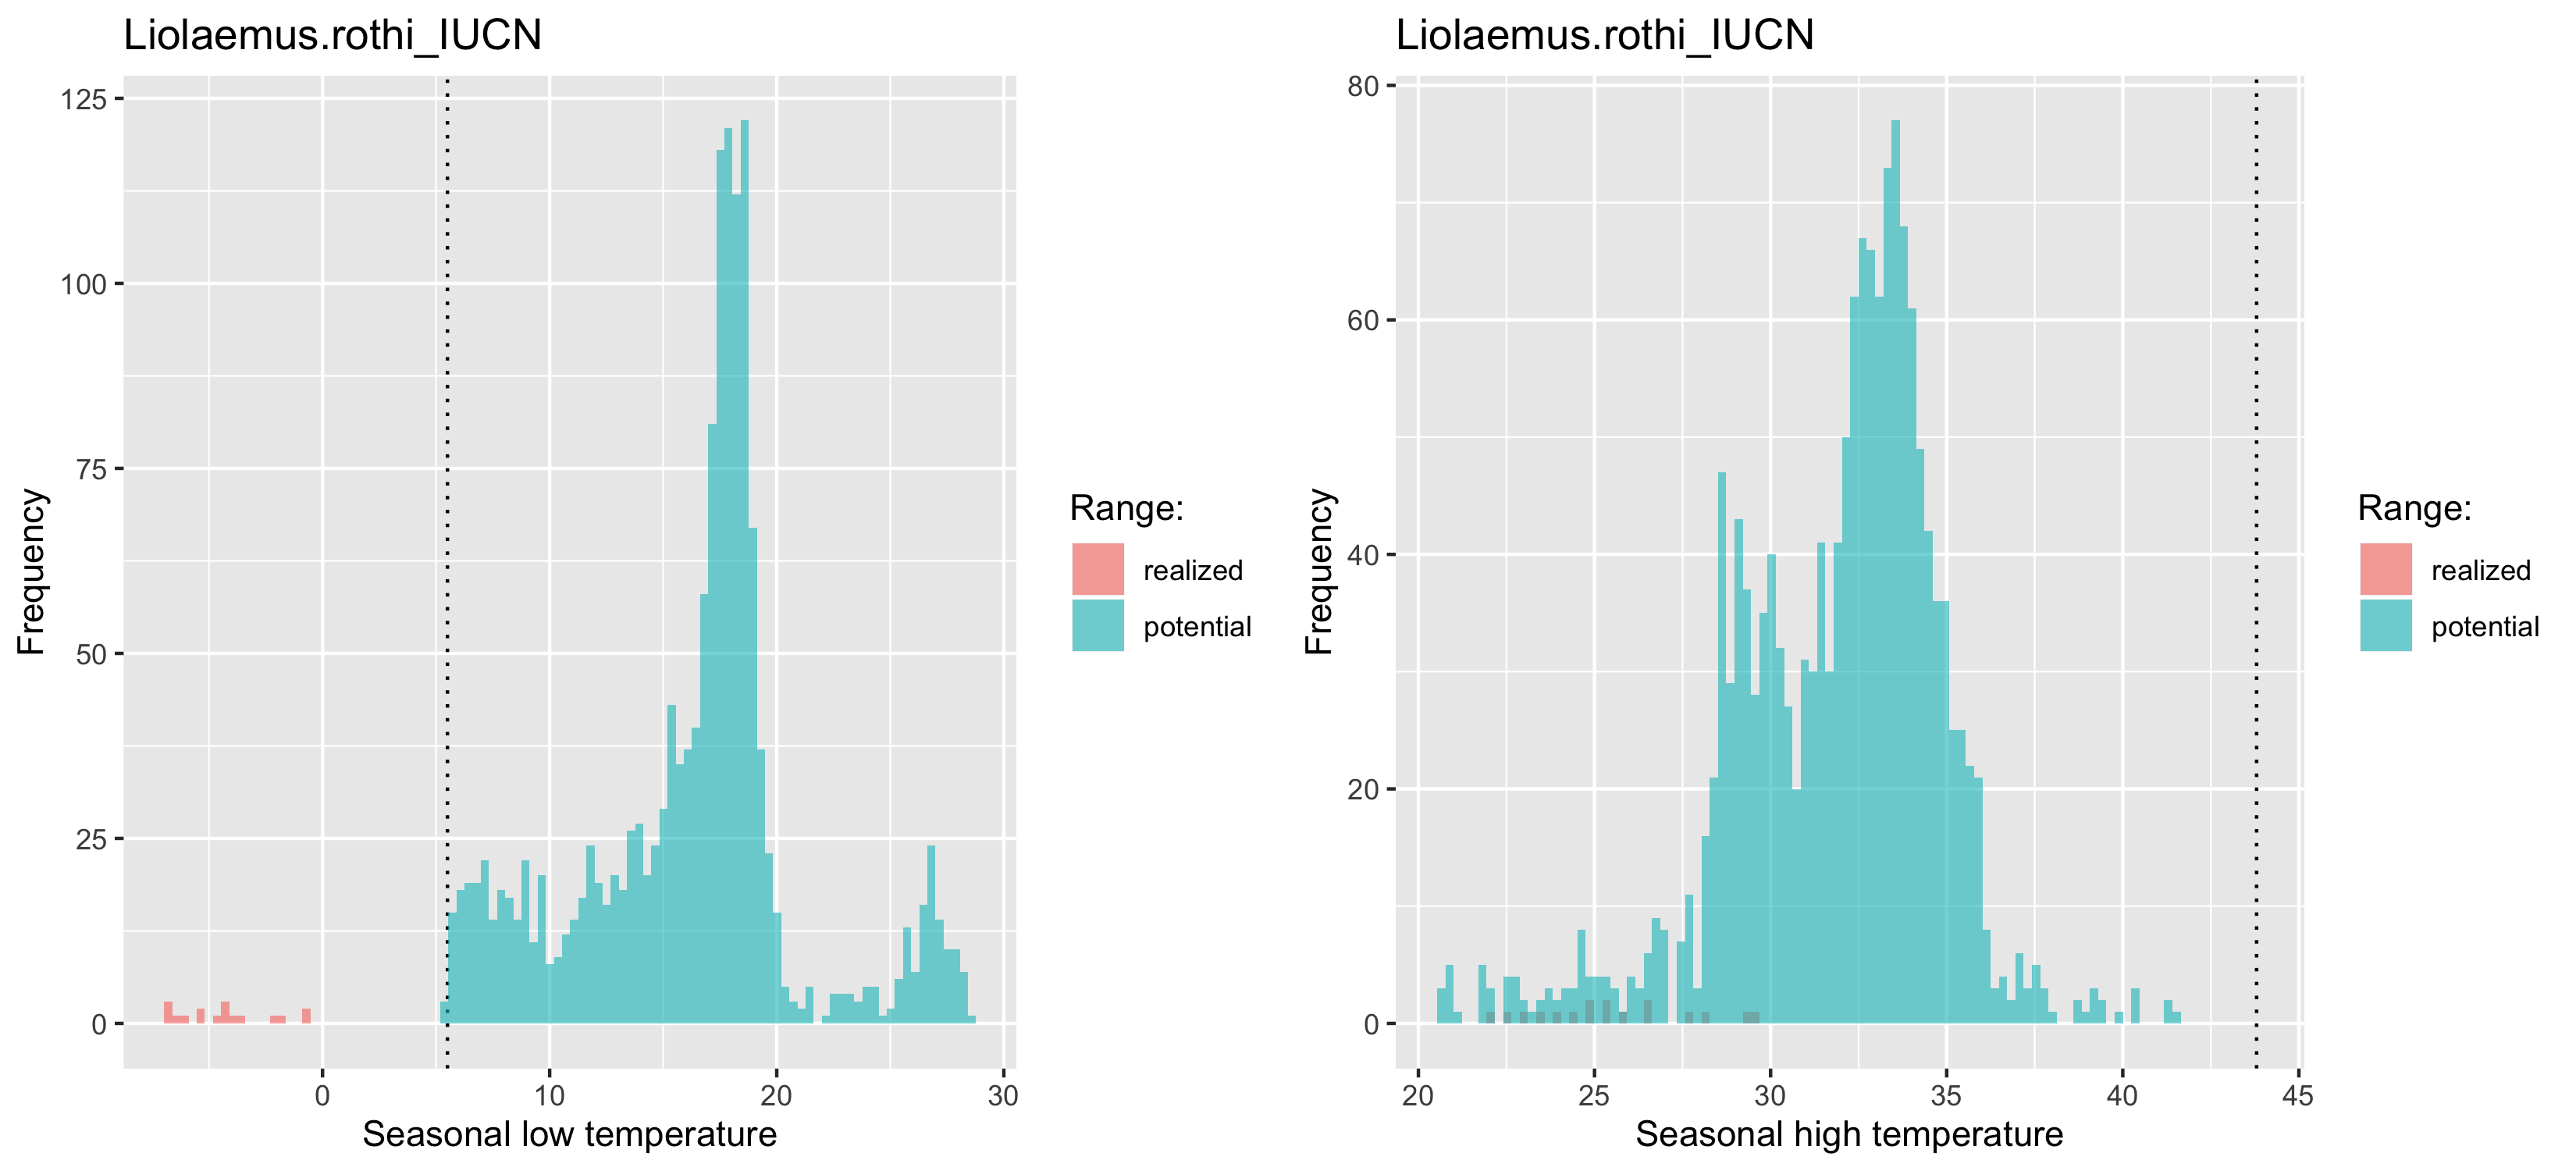 Liolaemus.rothi_IUCN
125
100
75
50
25
0
Frequency
0 10 20 30
Seasonal low temperature
Range:
realized
potential
Liolaemus.rothi_IUCN
80
60
40
20
0
Frequency
20 25 30 35 40 45
Seasonal high temperature
Range:
realized
potential